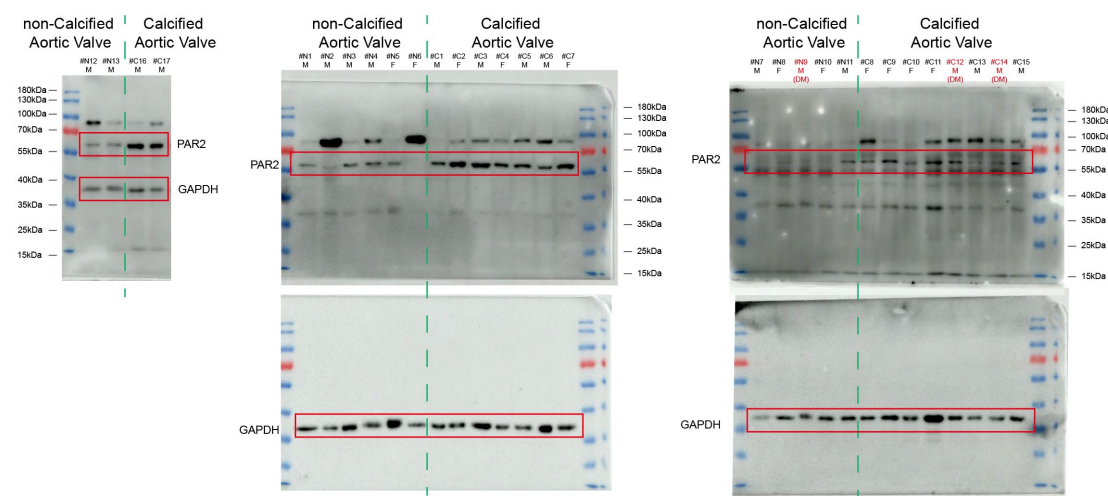 non-Calcified Calcified
Aortic Valve Aortic Valve
#N12 #N13 #C16 #C17
M M M M
180kDa
130kDa
100kDa
70kDa
55kDa
40kDa
35kDa
25kDa
15kDa
PAR2
GAPDH
non-Calcified Calcified
Aortic Valve Aortic Valve
#N1 #N2 #N3 #N4 #N5 #N6 #C1 #C2 #C3 #C4 #C5 #C6 #C7
M M M M F F M F M F M M F
PAR2
180kDa
130kDa
100kDa
70kDa
55kDa
40kDa
35kDa
25kDa
15kDa
GAPDH
non-Calcified Calcified
Aortic Valve Aortic Valve
#N7 #N8 #N9 #N10 #N11 #C8 #C9 #C10 #C11 #C12 #C13 #C14 #C15
M F M F M F F F F M M M M
(DM) (DM) (DM)
PAR2
180kDa
130kDa
100kDa
70kDa
55kDa
40kDa
35kDa
25kDa
15kDa
GAPDH